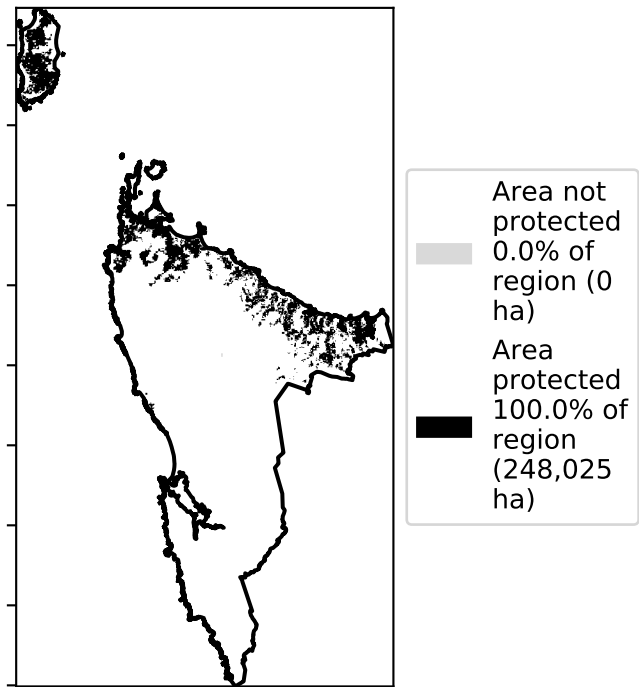 Area not
protected
0.0% of
region (0
ha)
Area
protected
100.0% of
region
(248,025
ha)